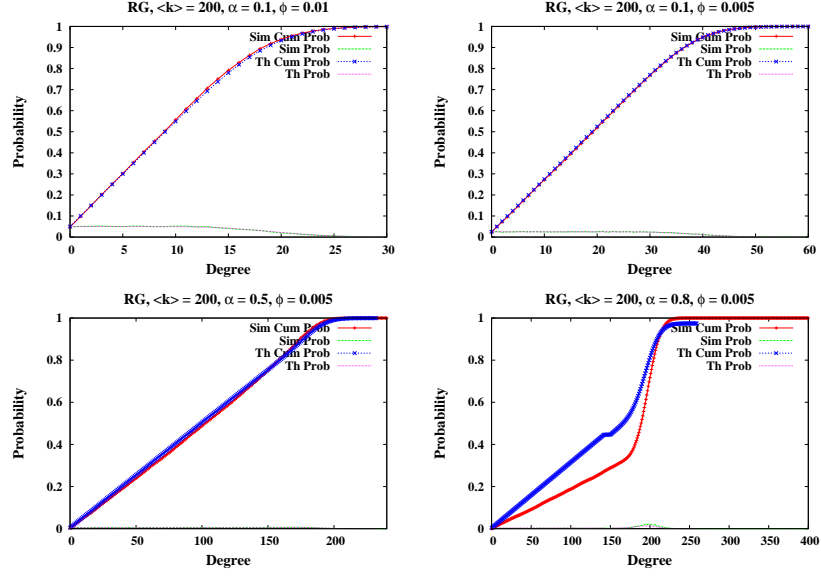 RG, <k> = 200, α = 0.1, ϕ = 0.01
Probability
1
0.9
0.8
0.7
0.6
0.5
0.4
0.3
0.2
0.1
0
Sim Cum Prob
Sim Prob
Th Cum Prob
Th Prob
0 5 10 15 20 25 30
Degree
RG, <k> = 200, α = 0.1, ϕ = 0.005
Probability
1
0.9
0.8
0.7
0.6
0.5
0.4
0.3
0.2
0.1
0
Sim Cum Prob
Sim Prob
Th Cum Prob
Th Prob
0 10 20 30 40 50 60
Degree
RG, <k> = 200, α = 0.5, ϕ = 0.005
Probability
1
0.8
0.6
0.4
0.2
0
Sim Cum Prob
Sim Prob
Th Cum Prob
Th Prob
0 50 100 150 200
Degree
RG, <k> = 200, α = 0.8, ϕ = 0.005
Probability
1
0.8
0.6
0.4
0.2
0
Sim Cum Prob
Sim Prob
Th Cum Prob
Th Prob
0 50 100 150 200 250 300 350 400
Degree